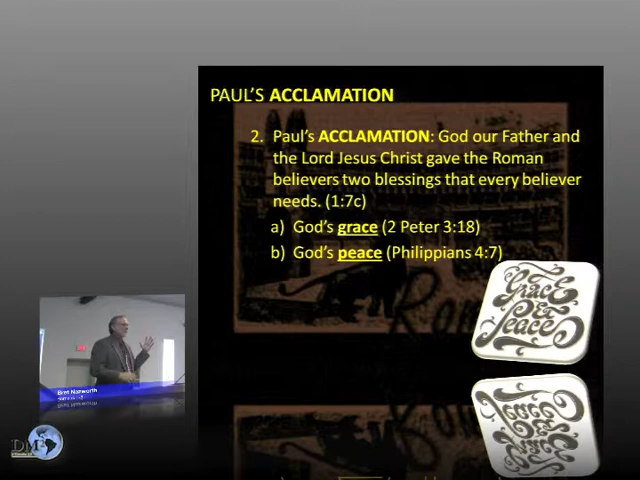 PAUL'S ACCLAMATION
2. Paul's ACCLAMATION: God our Father and
the Lord Jesus Christ gave the Roman
believers two blessings that every believer
needs. (1:7c)
a) God's grace (2 Peter 3:18)
b) God's peace (Philippians 4:7)
Grace
&
Peace
Bret Nazworth